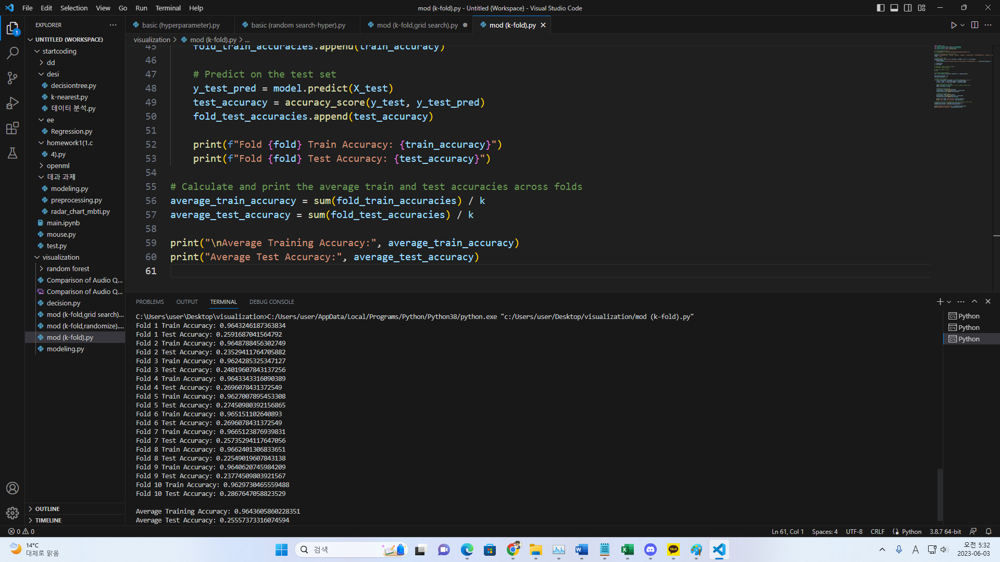 File Edit Selection View Go Run Terminal Help
mod (k-fold).py - Untitled (Workspace) - Visual Studio Code
EXPLORER
1
UNTITLED (WORKSPACE)
startcoding
dd
desi
decisiontree.py
k-nearest.py
데이터 분석.py
ee
Regression.py
homework1(1.c
4).py
openml
데과 과제
modeling.py
preprocessing.py
radar_chart_mbti.py
main.ipynb
mouse.py
test.py
visualization
random forest
Comparison of Audio Q...
Comparison of Audio Q...
decision.py
mod (k-fold,grid search)...
mod (k-fold,randomize)....
mod (k-fold).py
modeling.py
OUTLINE
TIMELINE
basic (hyperparameter).py
basic (random search-hyper).py
mod (k-fold,grid search).py
mod (k-fold).py
visualization > mod (k-fold).py > ...
45 fold_train_accuracies.append(train_accuracy)
46
47 # Predict on the test set
48 y_test_pred = model.predict(X_test)
49 test_accuracy = accuracy_score(y_test, y_test_pred)
50 fold_test_accuracies.append(test_accuracy)
51
52 print(f"Fold {fold} Train Accuracy: {train_accuracy}")
53 print(f"Fold {fold} Test Accuracy: {test_accuracy}")
54
55 # Calculate and print the average train and test accuracies across folds
56 average_train_accuracy = sum(fold_train_accuracies) / k
57 average_test_accuracy = sum(fold_test_accuracies) / k
58
59 print("\nAverage Training Accuracy:", average_train_accuracy)
60 print("Average Test Accuracy:", average_test_accuracy)
61
PROBLEMS OUTPUT TERMINAL DEBUG CONSOLE
C:\Users\user\Desktop\visualization>C:/Users/user/AppData/Local/Programs/Python/Python38/python.exe "c:/Users/user/Desktop/visualization/mod (k-fold).py"
Fold 1 Train Accuracy: 0.9643246187363834
Fold 1 Test Accuracy: 0.2591687041564792
Fold 2 Train Accuracy: 0.9648788456302749
Fold 2 Test Accuracy: 0.23529411764705882
Fold 3 Train Accuracy: 0.9624285325347127
Fold 3 Test Accuracy: 0.24019607843137256
Fold 4 Train Accuracy: 0.9643343316090389
Fold 4 Test Accuracy: 0.2696078431372549
Fold 5 Train Accuracy: 0.9627007895453308
Fold 5 Test Accuracy: 0.27450980392156865
Fold 6 Train Accuracy: 0.965151102640893
Fold 6 Test Accuracy: 0.2696078431372549
Fold 7 Train Accuracy: 0.9665123876939831
Fold 7 Test Accuracy: 0.25735294117647056
Fold 8 Train Accuracy: 0.9662401306833651
Fold 8 Test Accuracy: 0.22549019607843138
Fold 9 Train Accuracy: 0.9640620745984209
Fold 9 Test Accuracy: 0.23774509803921567
Fold 10 Train Accuracy: 0.9629730465559488
Fold 10 Test Accuracy: 0.2867647058823529
Average Training Accuracy: 0.9643605860228351
Average Test Accuracy: 0.25557373316074594
Python
Python
Python
0 0
Ln 61, Col 1 Spaces: 4 UTF-8 CRLF Python 3.8.7 64-bit
14°C
대체로 맑음
검색
TALK
A
오전 5:32
2023-06-03